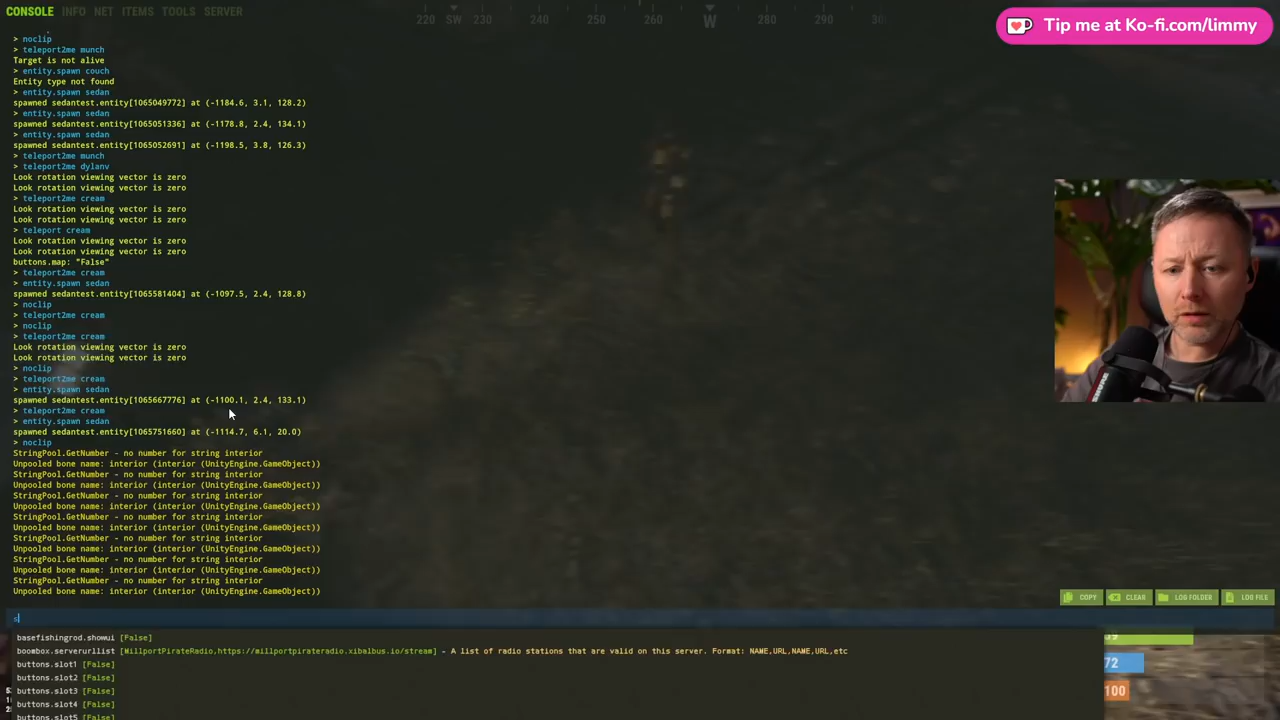 CONSOLE INFO NET ITEMS TOOLS SERVER
220 SW 230 240 250 260 W 280 290 30
Tip me at Ko-fi.com/limmy
> noclip
> teleport2me munch
Target is not alive
> entity.spawn couch
Entity type not found
> entity.spawn sedan
spawned sedantest.entity[1065049772] at (-1184.6, 3.1, 128.2)
> entity.spawn sedan
spawned sedantest.entity[1065051336] at (-1178.8, 2.4, 134.1)
> entity.spawn sedan
spawned sedantest.entity[1065052691] at (-1198.5, 3.8, 126.3)
> teleport2me munch
> teleport2me dylanv
Look rotation viewing vector is zero
Look rotation viewing vector is zero
> teleport2me cream
Look rotation viewing vector is zero
Look rotation viewing vector is zero
> teleport cream
Look rotation viewing vector is zero
Look rotation viewing vector is zero
buttons.map: "False"
> teleport2me cream
> entity.spawn sedan
spawned sedantest.entity[1065581404] at (-1097.5, 2.4, 128.8)
> noclip
> teleport2me cream
> noclip
> teleport2me cream
Look rotation viewing vector is zero
Look rotation viewing vector is zero
> noclip
> teleport2me cream
> entity.spawn sedan
spawned sedantest.entity[1065667776] at (-1100.1, 2.4, 133.1)
> teleport2me cream
> entity.spawn sedan
spawned sedantest.entity[1065751660] at (-1114.7, 6.1, 20.0)
> noclip
StringPool.GetNumber - no number for string interior
Unpooled bone name: interior (interior (UnityEngine.GameObject))
StringPool.GetNumber - no number for string interior
Unpooled bone name: interior (interior (UnityEngine.GameObject))
StringPool.GetNumber - no number for string interior
Unpooled bone name: interior (interior (UnityEngine.GameObject))
StringPool.GetNumber - no number for string interior
Unpooled bone name: interior (interior (UnityEngine.GameObject))
StringPool.GetNumber - no number for string interior
Unpooled bone name: interior (interior (UnityEngine.GameObject))
StringPool.GetNumber - no number for string interior
Unpooled bone name: interior (interior (UnityEngine.GameObject))
StringPool.GetNumber - no number for string interior
Unpooled bone name: interior (interior (UnityEngine.GameObject))
COPY CLEAR LOG FOLDER LOG FILE
s
basefishingrod.showui [False]
boombox.serverurllist [MillportPirateRadio,https://millportpirateradio.xibalbus.io/stream] - A list of radio stations that are valid on this server. Format: NAME,URL,NAME,URL,etc
buttons.slot1 [False]
buttons.slot2 [False]
buttons.slot3 [False]
buttons.slot4 [False]
buttons.slot5 [False]
72
100